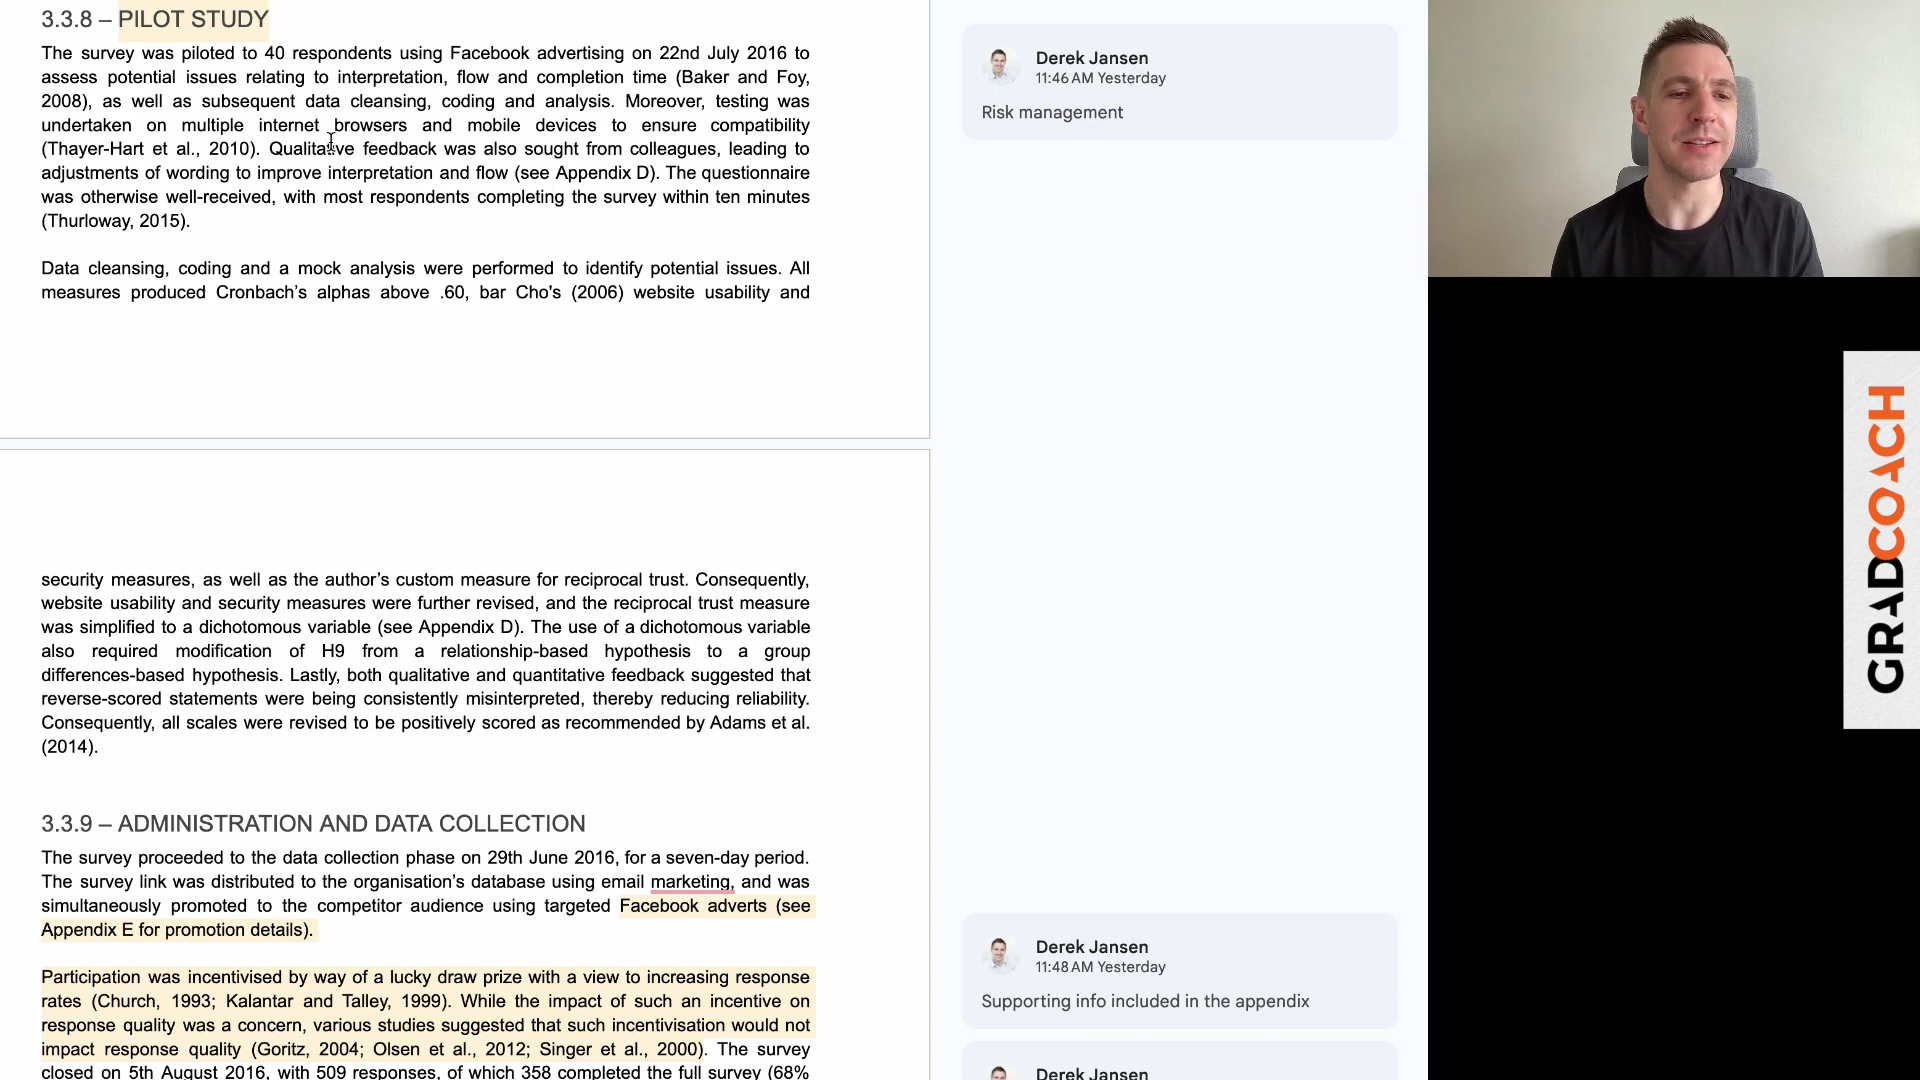 3.3.8 – PILOT STUDY
The survey was piloted to 40 respondents using Facebook advertising on 22nd July 2016 to
assess potential issues relating to interpretation, flow and completion time (Baker and Foy,
2008), as well as subsequent data cleansing, coding and analysis. Moreover, testing was
undertaken on multiple internet browsers and mobile devices to ensure compatibility
(Thayer-Hart et al., 2010). Qualitative feedback was also sought from colleagues, leading to
adjustments of wording to improve interpretation and flow (see Appendix D). The questionnaire
was otherwise well-received, with most respondents completing the survey within ten minutes
(Thurloway, 2015).
Data cleansing, coding and a mock analysis were performed to identify potential issues. All
measures produced Cronbach’s alphas above .60, bar Cho's (2006) website usability and
security measures, as well as the author’s custom measure for reciprocal trust. Consequently,
website usability and security measures were further revised, and the reciprocal trust measure
was simplified to a dichotomous variable (see Appendix D). The use of a dichotomous variable
also required modification of H9 from a relationship-based hypothesis to a group
differences-based hypothesis. Lastly, both qualitative and quantitative feedback suggested that
reverse-scored statements were being consistently misinterpreted, thereby reducing reliability.
Consequently, all scales were revised to be positively scored as recommended by Adams et al.
(2014).
3.3.9 – ADMINISTRATION AND DATA COLLECTION
The survey proceeded to the data collection phase on 29th June 2016, for a seven-day period.
The survey link was distributed to the organisation’s database using email marketing, and was
simultaneously promoted to the competitor audience using targeted Facebook adverts (see
Appendix E for promotion details).
Participation was incentivised by way of a lucky draw prize with a view to increasing response
rates (Church, 1993; Kalantar and Talley, 1999). While the impact of such an incentive on
response quality was a concern, various studies suggested that such incentivisation would not
impact response quality (Goritz, 2004; Olsen et al., 2012; Singer et al., 2000). The survey
closed on 5th August 2016, with 509 responses, of which 358 completed the full survey (68%
Derek Jansen
11:46 AM Yesterday
Risk management
Derek Jansen
11:48 AM Yesterday
Supporting info included in the appendix
Derek Jansen
GRADCOACH